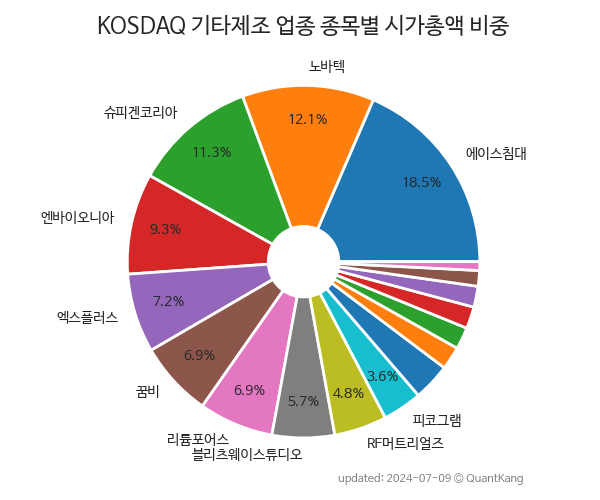 KOSDAQ 기타제조 업종 종목별 시가총액 비중
노바텍
12.1%
슈피겐코리아
11.3%
에이스침대
18.5%
엔바이오니아
9.3%
엑스플러스
7.2%
꿈비
6.9%
리튬포어스
6.9%
블리츠웨이스튜디오
5.7%
RF머트리얼즈
4.8%
피코그램
3.6%
updated: 2024-07-09 © QuantKang